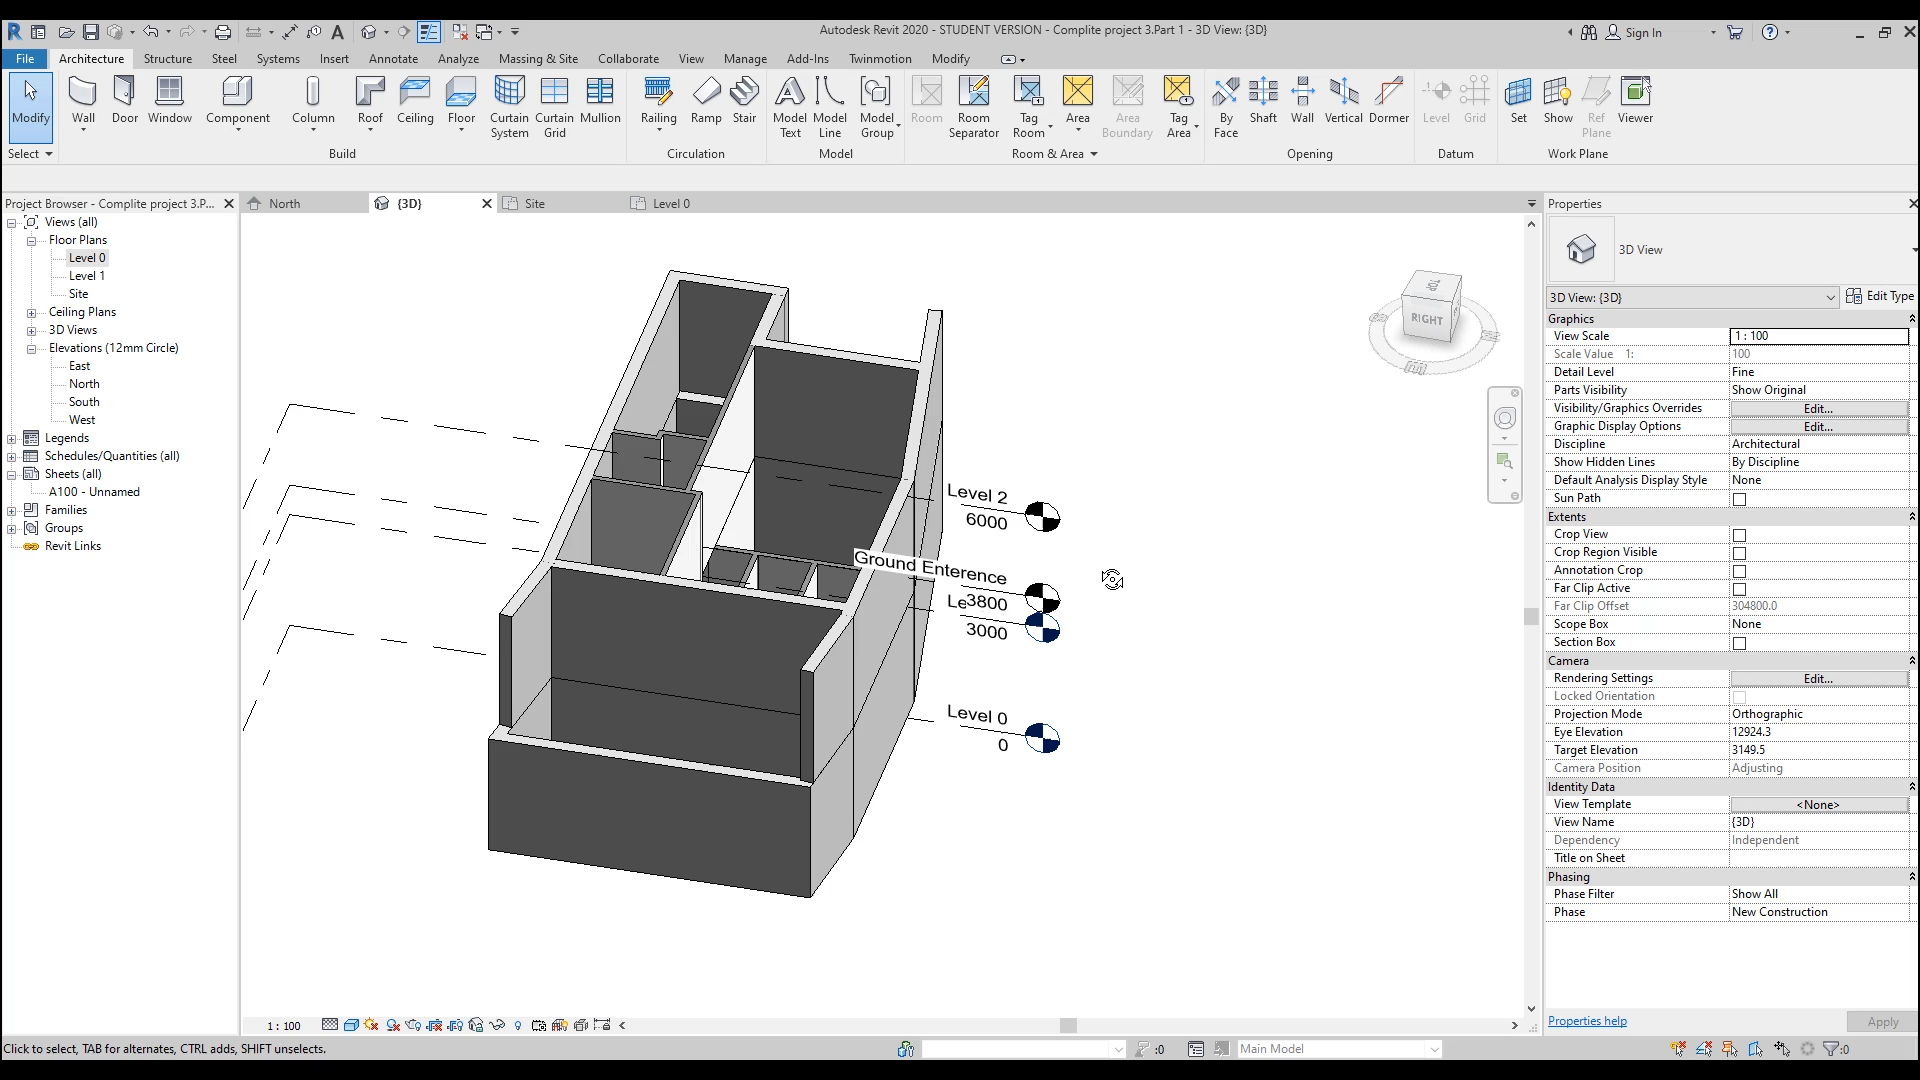 Autodesk Revit 2020 - STUDENT VERSION - Complite project 3.Part 1 - 3D View: {3D}
Sign In
File Architecture Structure Steel Systems Insert Annotate Analyze Massing & Site Collaborate View Manage Add-Ins Twinmotion Modify
Modify
Wall
Door
Window
Component
Column
Roof
Ceiling
Floor
Curtain System
Curtain Grid
Mullion
Railing
Ramp
Stair
Model Text
Model Line
Model Group
Room
Room Separator
Tag Room
Area
Area Boundary
Tag Area
By Face
Shaft
Wall
Vertical
Dormer
Level
Grid
Set
Show
Ref Plane
Viewer
Select Build Circulation Model Room & Area Opening Datum Work Plane
Project Browser - Complite project 3.P...
Views (all)
Floor Plans
Level 0
Level 1
Site
Ceiling Plans
3D Views
Elevations (12mm Circle)
East
North
South
West
Legends
Schedules/Quantities (all)
Sheets (all)
A100 - Unnamed
Families
Groups
Revit Links
North {3D} Site Level 0
TOP
RIGHT
Level 2
6000
Ground Enterence
3800
Le
3000
Level 0
0
Properties
3D View
3D View: {3D} Edit Type
Graphics
View Scale 1 : 100
Scale Value 1: 100
Detail Level Fine
Parts Visibility Show Original
Visibility/Graphics Overrides Edit...
Graphic Display Options Edit...
Discipline Architectural
Show Hidden Lines By Discipline
Default Analysis Display Style None
Sun Path
Extents
Crop View
Crop Region Visible
Annotation Crop
Far Clip Active
Far Clip Offset 304800.0
Scope Box None
Section Box
Camera
Rendering Settings Edit...
Locked Orientation
Projection Mode Orthographic
Eye Elevation 12924.3
Target Elevation 3149.5
Camera Position Adjusting
Identity Data
View Template <None>
View Name {3D}
Dependency Independent
Title on Sheet
Phasing
Phase Filter Show All
Phase New Construction
Properties help Apply
1 : 100
Click to select, TAB for alternates, CTRL adds, SHIFT unselects.
:0
Main Model
:0